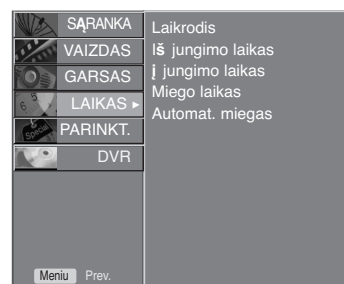 SĄRANKA
VAIZDAS
GARSAS
LAIKAS ►
PARINKT.
DVR
Laikrodis
Iš jungimo laikas
į jungimo laikas
Miego laikas
Automat. miegas
Meniu Prev.